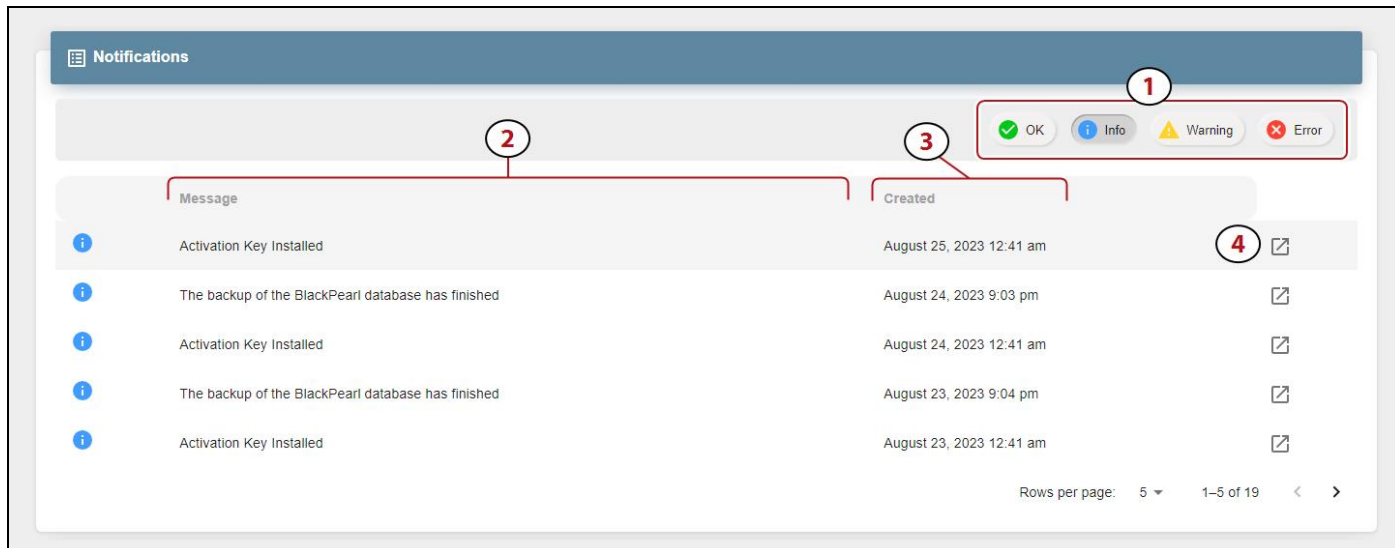 Notifications
1
OK Info Warning Error
2 3
Message Created
Activation Key Installed August 25, 2023 12:41 am 4
The backup of the BlackPearl database has finished August 24, 2023 9:03 pm
Activation Key Installed August 24, 2023 12:41 am
The backup of the BlackPearl database has finished August 23, 2023 9:04 pm
Activation Key Installed August 23, 2023 12:41 am
Rows per page: 5 1–5 of 19